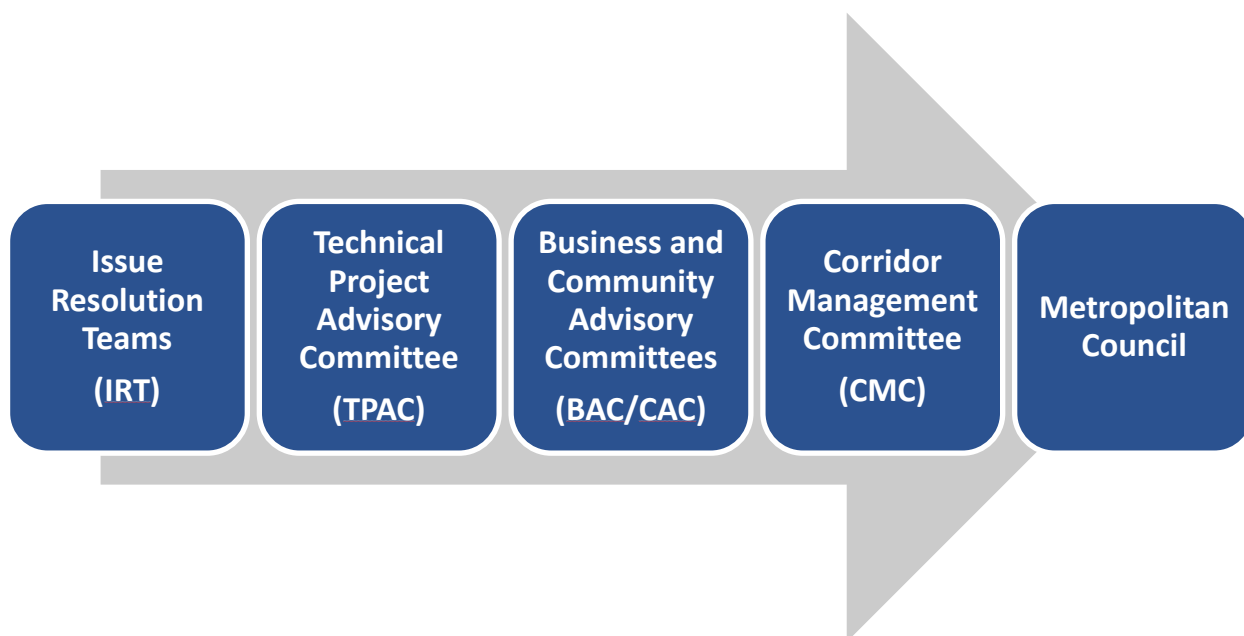 Issue
Resolution
Teams
(IRT)
Technical
Project
Advisory
Committee
(TPAC)
Business and
Community
Advisory
Committees
(BAC/CAC)
Corridor
Management
Committee
(CMC)
Metropolitan
Council